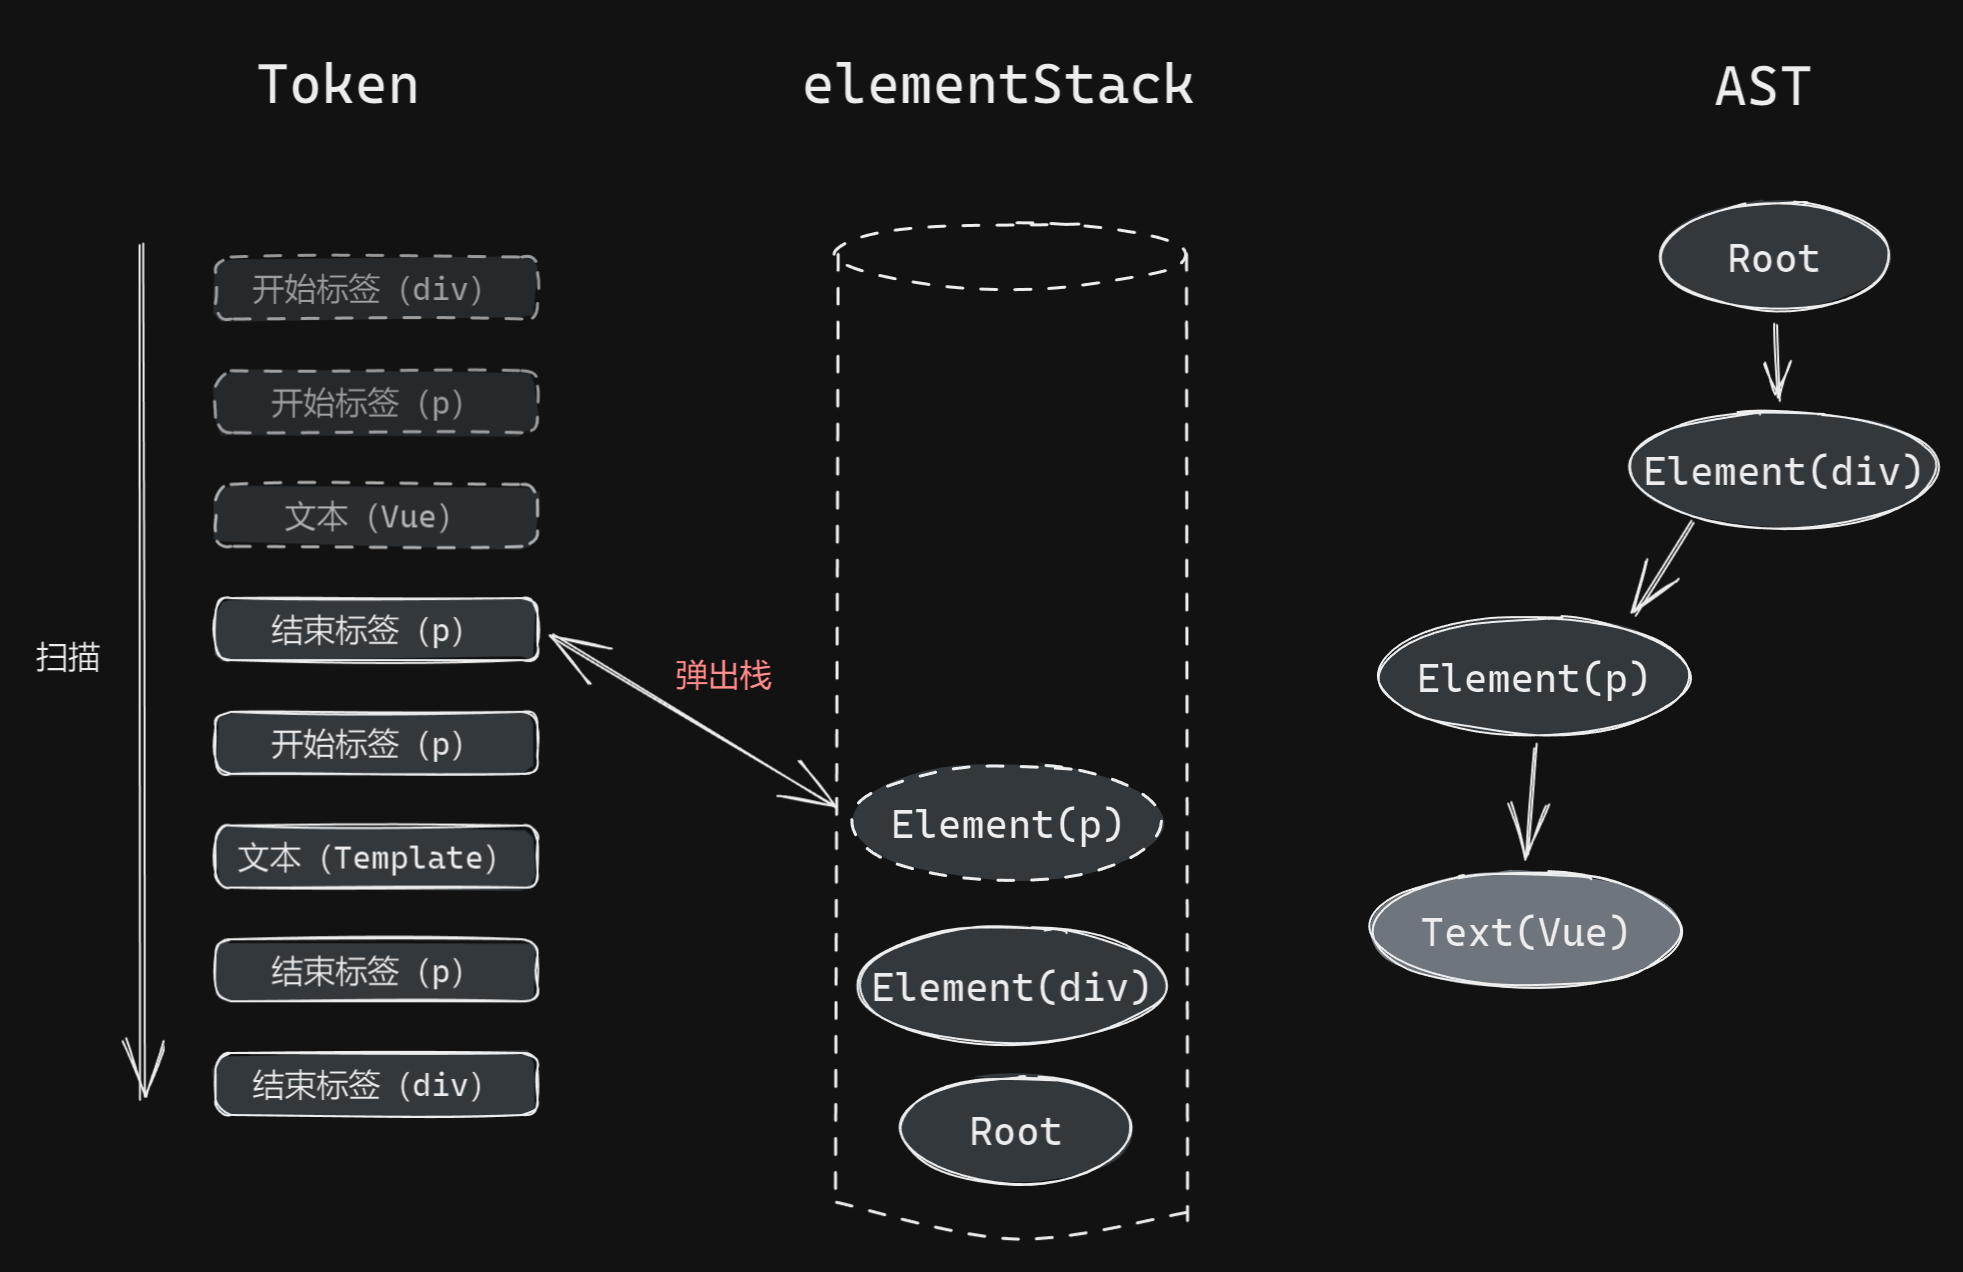 Token
elementStack
AST
扫描
开始标签（div）
开始标签（p）
文本（Vue）
结束标签（p）
开始标签（p）
文本（Template）
结束标签（p）
结束标签（div）
弹出栈
Element(p)
Element(div)
Root
Root
Element(div)
Element(p)
Text(Vue)